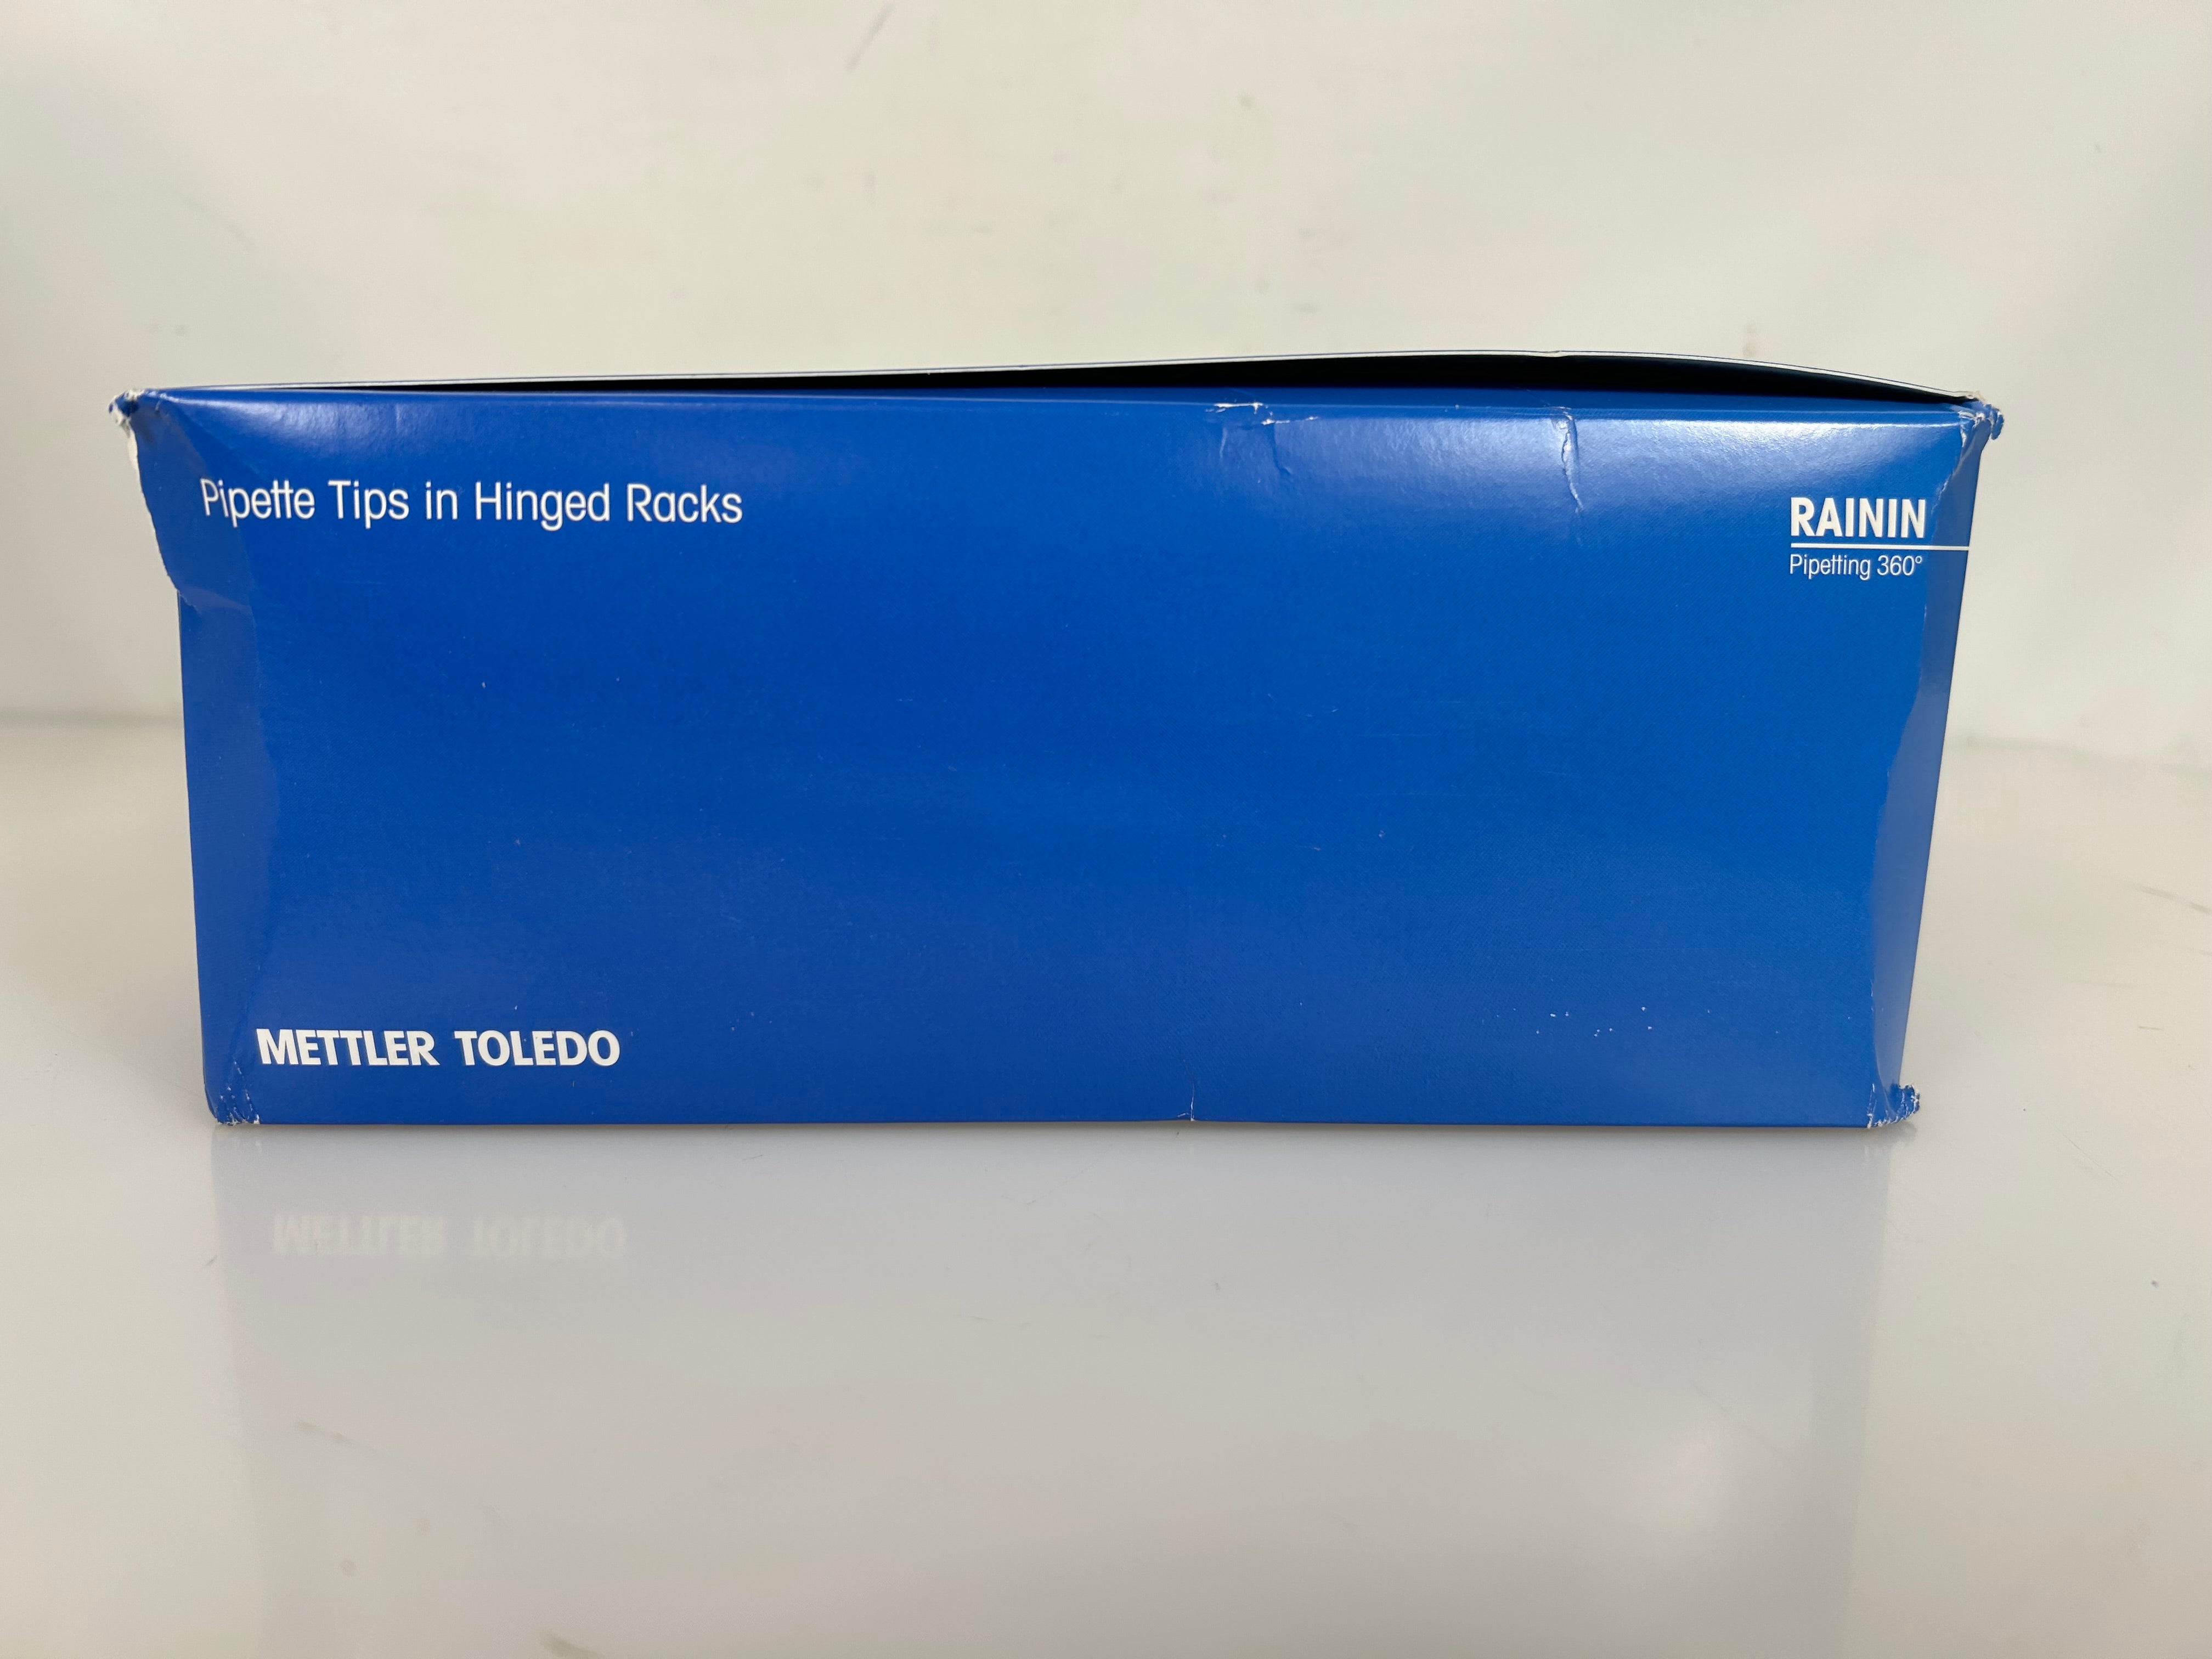 Pipette Tips in Hinged Racks
RAININ
Pipetting 360°
METTLER TOLEDO